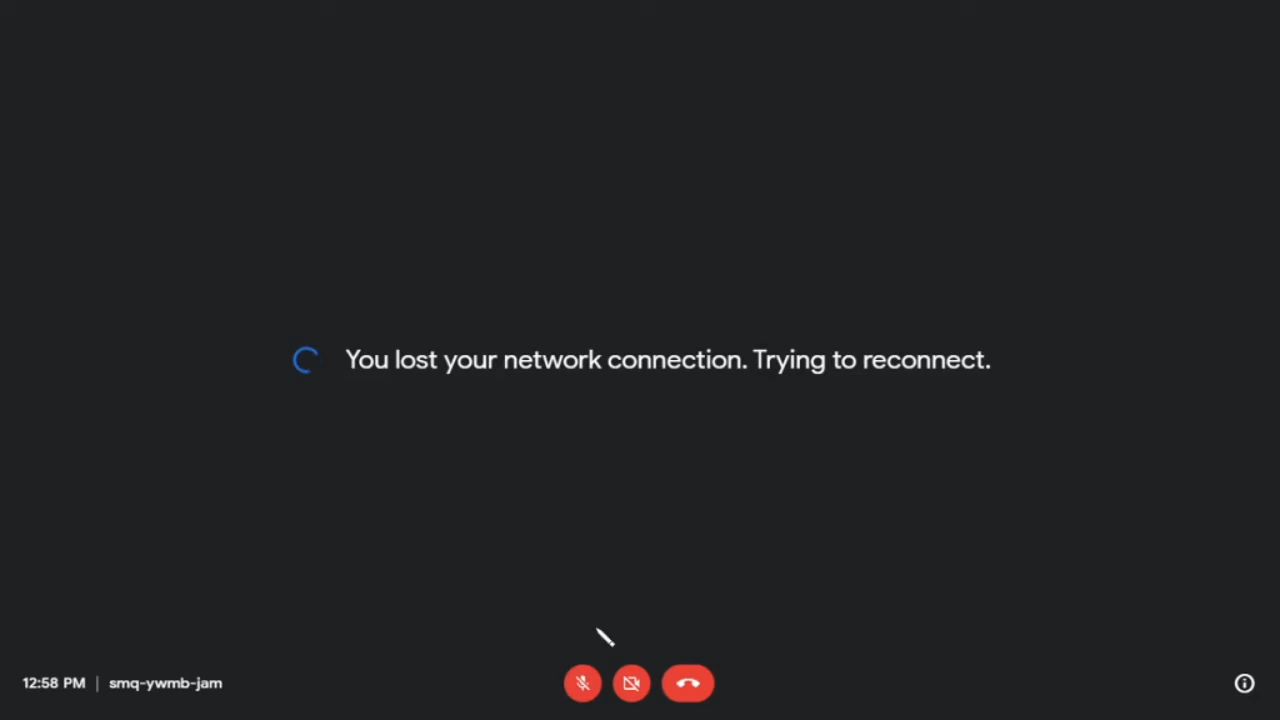 You lost your network connection. Trying to reconnect.
12:58 PM | smq-ywmb-jam